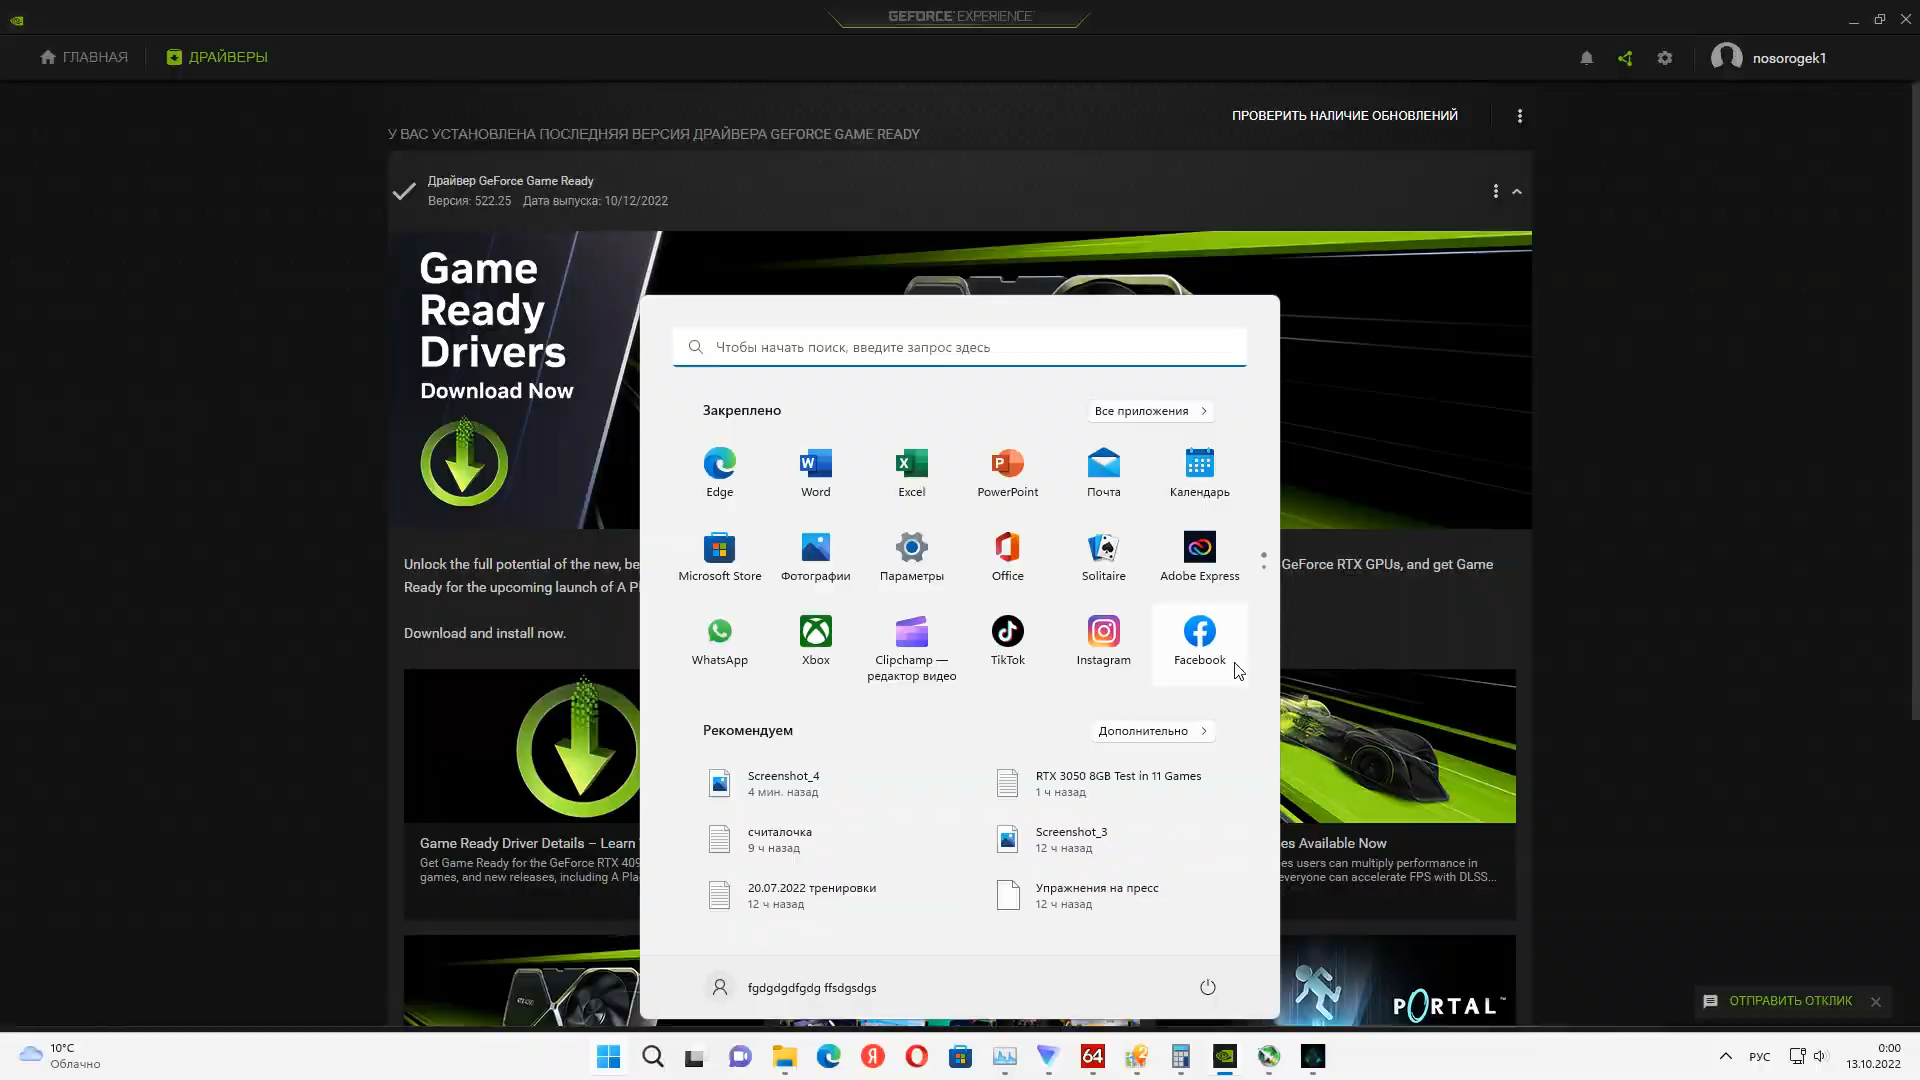 GEFORCE EXPERIENCE
ГЛАВНАЯ
ДРАЙВЕРЫ
nosorogek1
ПРОВЕРИТЬ НАЛИЧИЕ ОБНОВЛЕНИЙ
У ВАС УСТАНОВЛЕНА ПОСЛЕДНЯЯ ВЕРСИЯ ДРАЙВЕРА GEFORCE GAME READY
Драйвер GeForce Game Ready
Версия: 522.25 Дата выпуска: 10/12/2022
Game
Ready
Drivers
Download Now
Чтобы начать поиск, введите запрос здесь
Закреплено
Все приложения
Edge
Word
Excel
PowerPoint
Почта
Календарь
Microsoft Store
Фотографии
Параметры
Office
Solitaire
Adobe Express
WhatsApp
Xbox
Clipchamp —
редактор видео
TikTok
Instagram
Facebook
Рекомендуем
Дополнительно
Screenshot_4
4 мин. назад
RTX 3050 8GB Test in 11 Games
1 ч назад
считалочка
9 ч назад
Screenshot_3
12 ч назад
20.07.2022 тренировки
12 ч назад
Упражнения на пресс
12 ч назад
fgdgdgdfgdg ffsdgsdgs
Unlock the full potential of the new, be
GeForce RTX GPUs, and get Game
Ready for the upcoming launch of A Pl
Download and install now.
Game Ready Driver Details – Learn
Get Game Ready for the GeForce RTX 409
games, and new releases, including A Pla
es Available Now
es users can multiply performance in
everyone can accelerate FPS with DLSS...
PORTAL™
ОТПРАВИТЬ ОТКЛИК
10°C
Облачно
64
РУС
0:00
13.10.2022